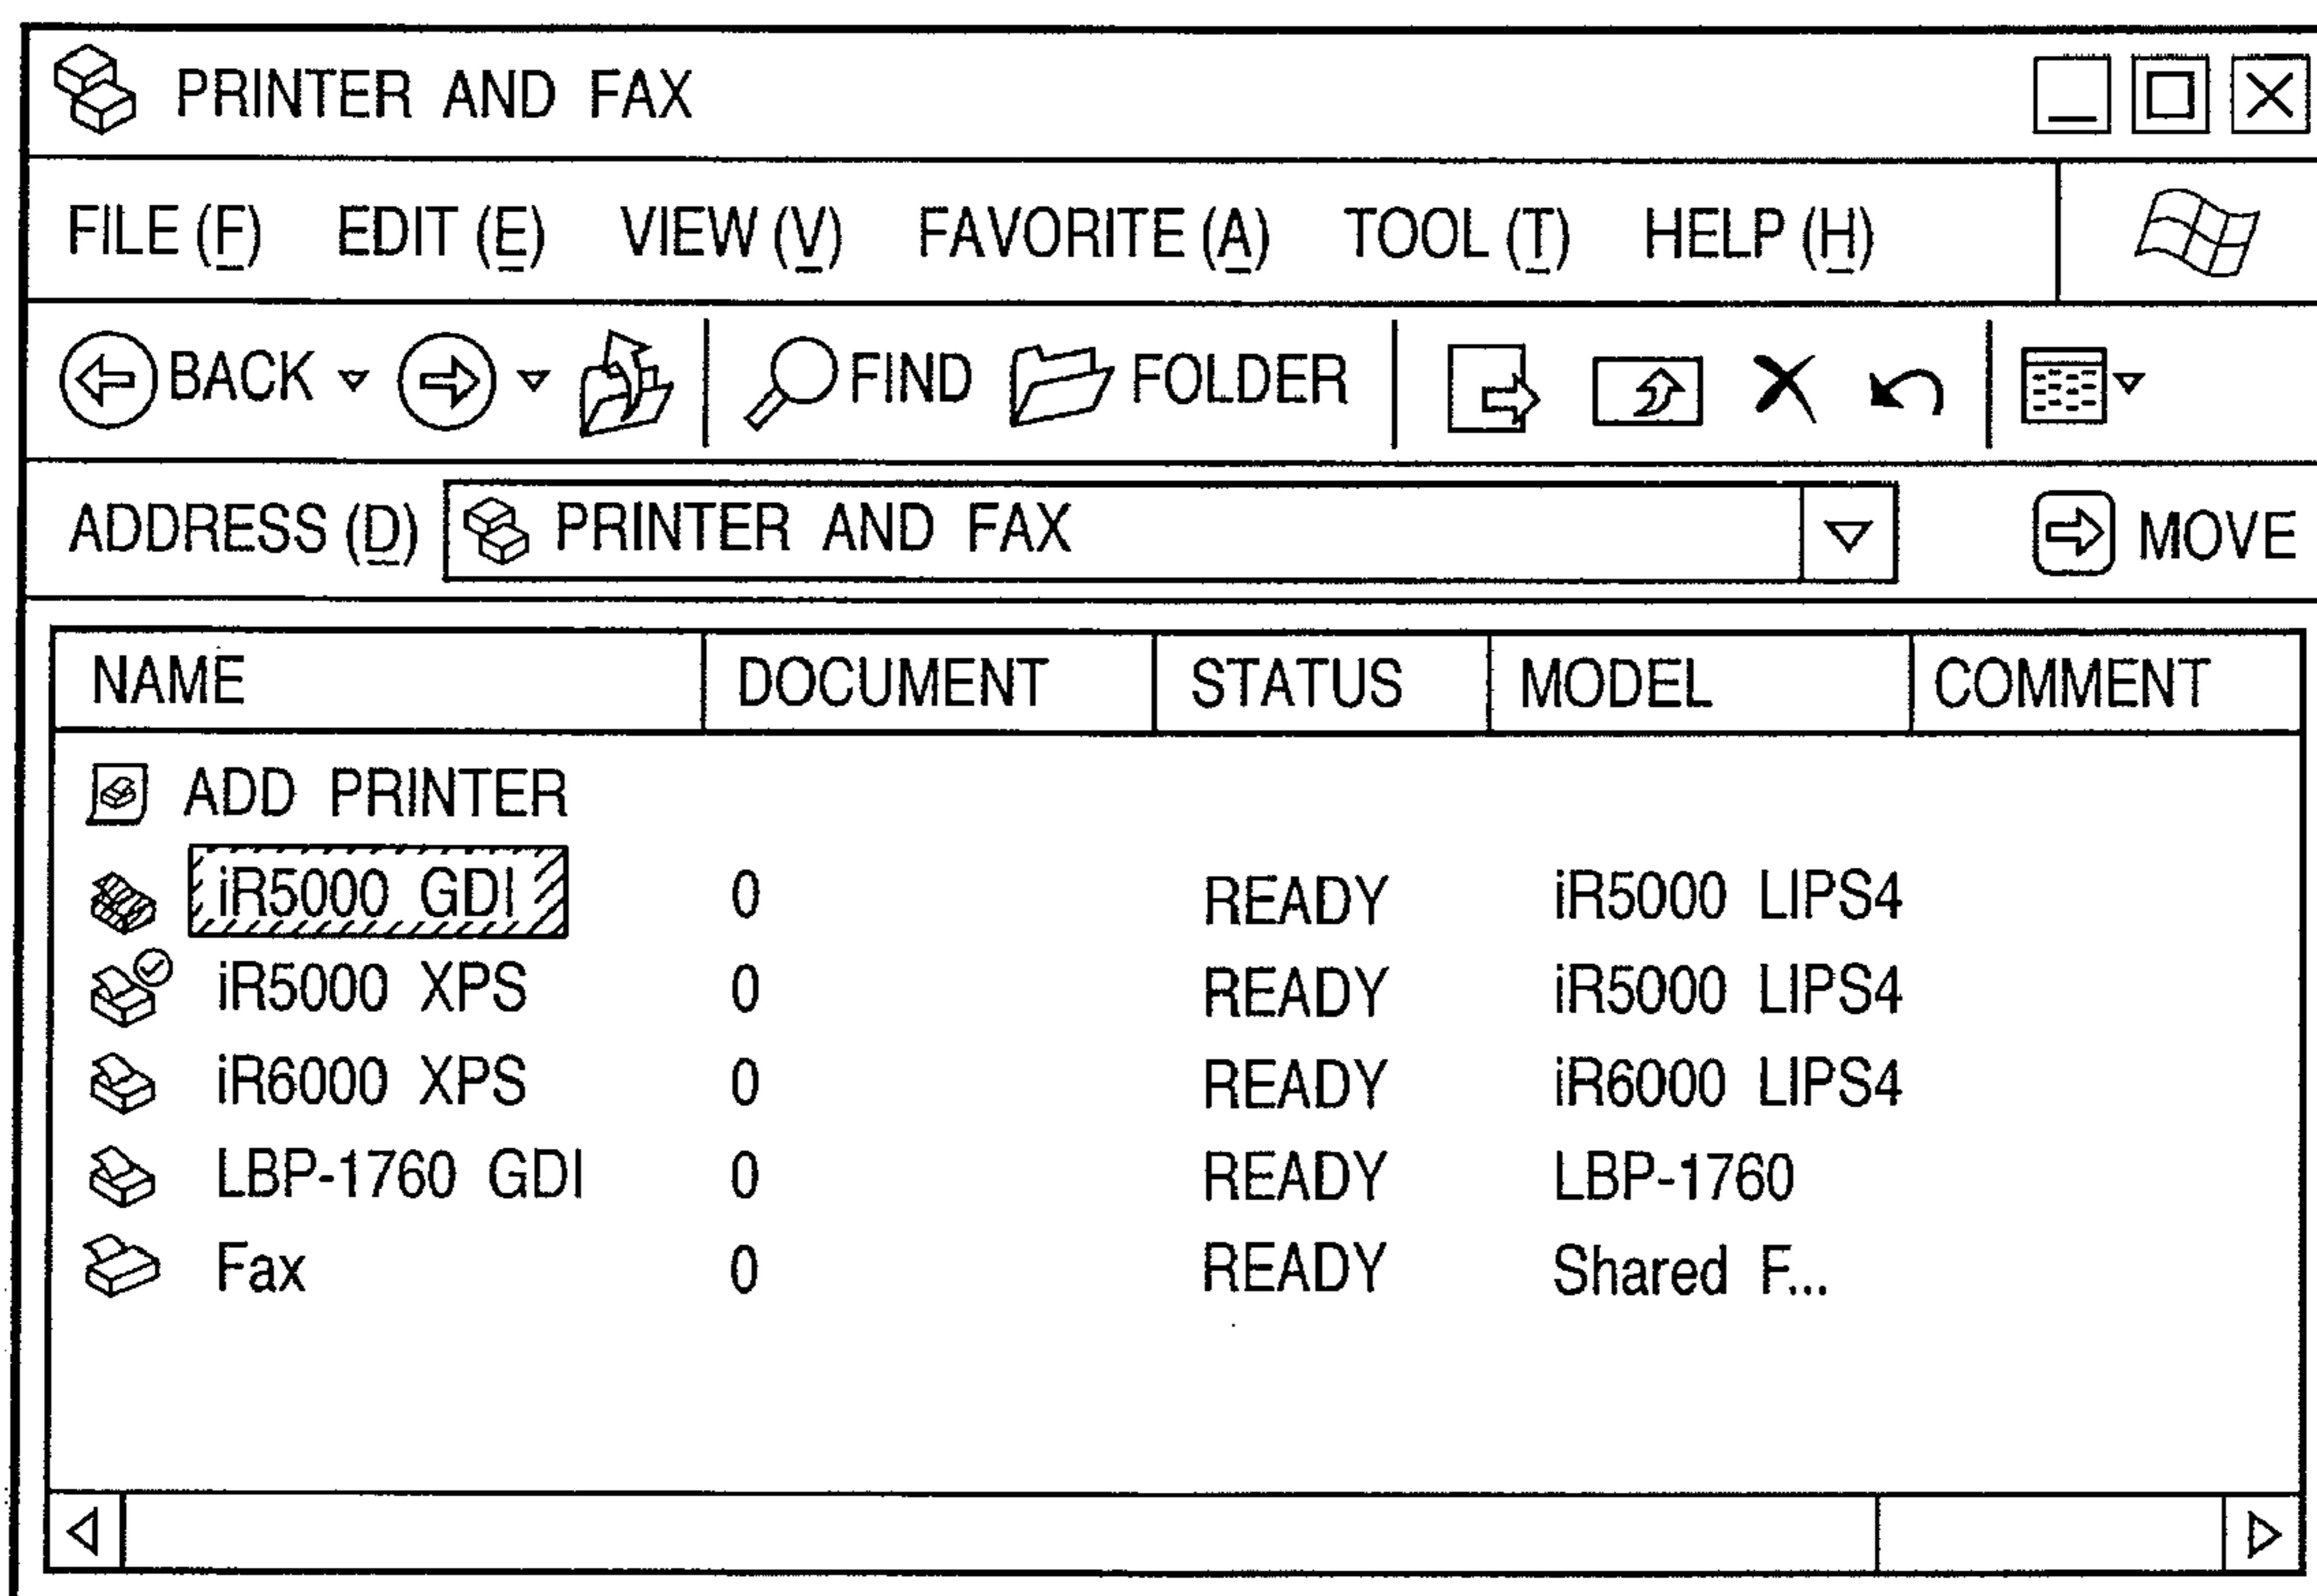 PRINTER AND FAX
FILE (F) EDIT (E) VIEW (V) FAVORITE (A) TOOL (T) HELP (H)
BACK FIND FOLDER
ADDRESS (D) PRINTER AND FAX MOVE
NAME DOCUMENT STATUS MODEL COMMENT
ADD PRINTER
iR5000 GDI 0 READY iR5000 LIPS4
iR5000 XPS 0 READY iR5000 LIPS4
iR6000 XPS 0 READY iR6000 LIPS4
LBP-1760 GDI 0 READY LBP-1760
Fax 0 READY Shared F...